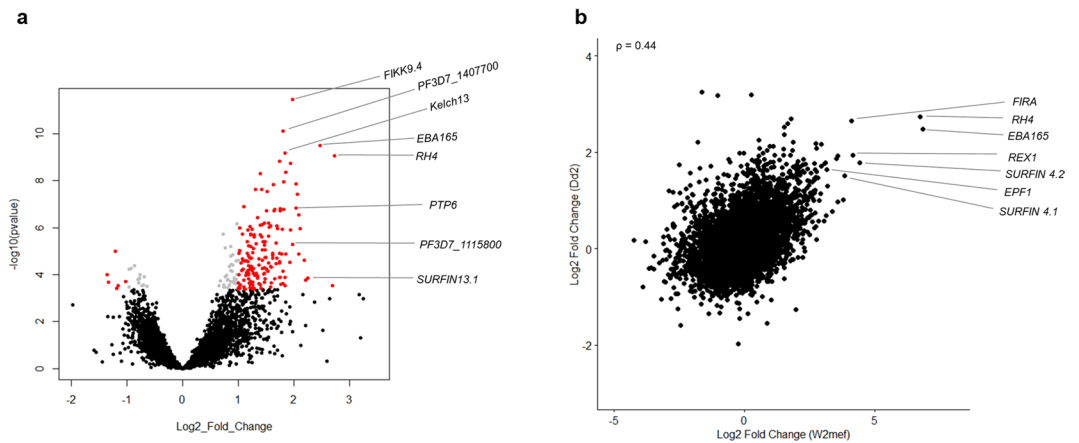 a
FIKK9.4
PF3D7_1407700
Kelch13
EBA165
RH4
PTP6
PF3D7_1115800
SURFIN13.1
-log10(pvalue)
10
8
6
4
2
0
-2
-1
0
1
2
3
Log2_Fold_Change
b
ρ = 0.44
FIRA
RH4
EBA165
REX1
SURFIN 4.2
EPF1
SURFIN 4.1
Log2 Fold Change (Dd2)
4
2
0
-2
-5
0
5
Log2 Fold Change (W2mef)